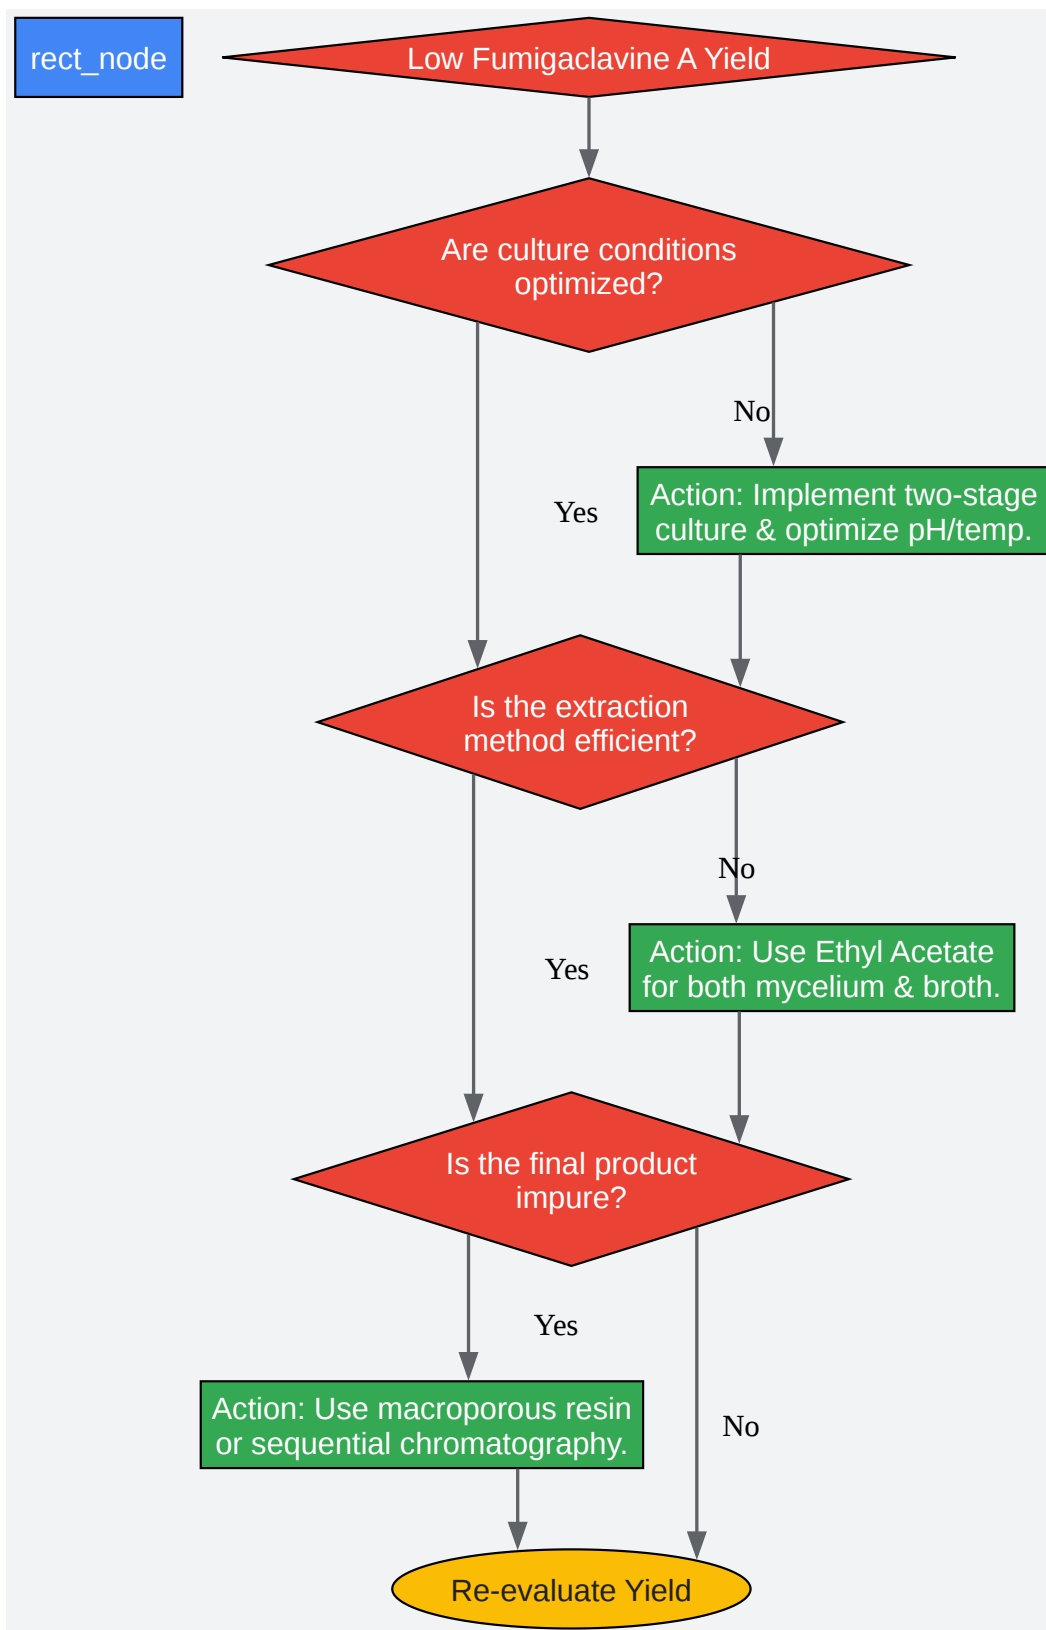 rect_node
Low Fumigaclavine A Yield
Are culture conditions
optimized?
No
Yes
Action: Implement two-stage
culture & optimize pH/temp.
Is the extraction
method efficient?
No
Yes
Action: Use Ethyl Acetate
for both mycelium & broth.
Is the final product
impure?
Yes
Action: Use macroporous resin
or sequential chromatography.
No
Re-evaluate Yield